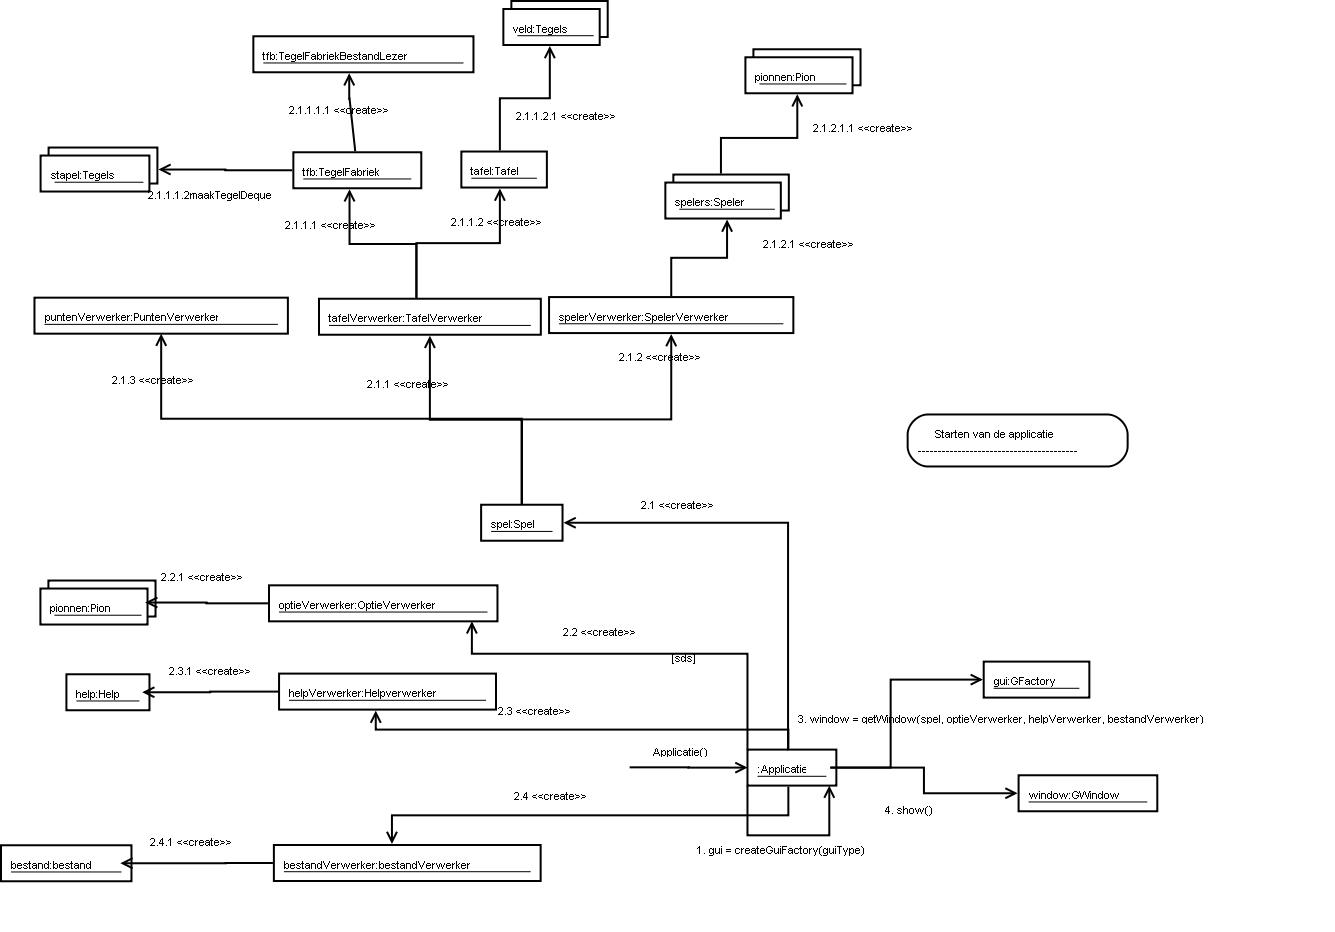 veld:Tegels
tfb:TegelFabriekBestandLezer
pionnen:Pion
2.1.1.1.1 <<create>>
2.1.1.2.1 <<create>>
2.1.2.1.1 <<create>>
stapel:Tegels
tfb:TegelFabriek
tafel:Tafel
2.1.1.1.2maakTegelDeque
spelers:Speler
2.1.1.1 <<create>>
2.1.1.2 <<create>>
2.1.2.1 <<create>>
puntenVerwerker:PuntenVerwerker
tafelVerwerker:TafelVerwerker
spelerVerwerker:SpelerVerwerker
2.1.3 <<create>>
2.1.1 <<create>>
2.1.2 <<create>>
Starten van de applicatie
----------------------------------------
2.1 <<create>>
spel:Spel
2.2.1 <<create>>
pionnen:Pion
optieVerwerker:OptieVerwerker
2.2 <<create>>
[sds]
2.3.1 <<create>>
help:Help
helpVerwerker:Helpverwerker
gui:GFactory
2.3 <<create>>
3. window = getWindow(spel, optieVerwerker, helpVerwerker, bestandVerwerker)
Applicatie()
:Applicatie
2.4 <<create>>
window:GWindow
4. show()
2.4.1 <<create>>
1. gui = createGuiFactory(guiType)
bestand:bestand
bestandVerwerker:bestandVerwerker